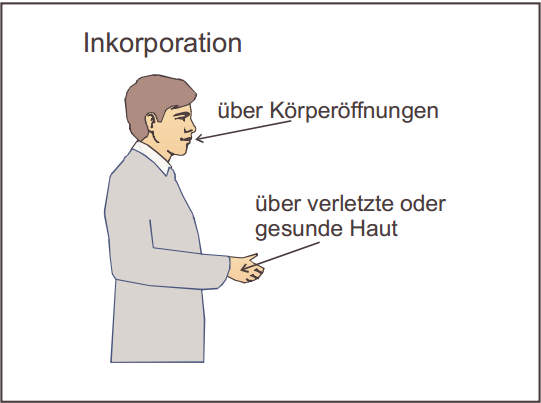 Inkorporation
über Körperöffnungen
über verletzte oder
gesunde Haut